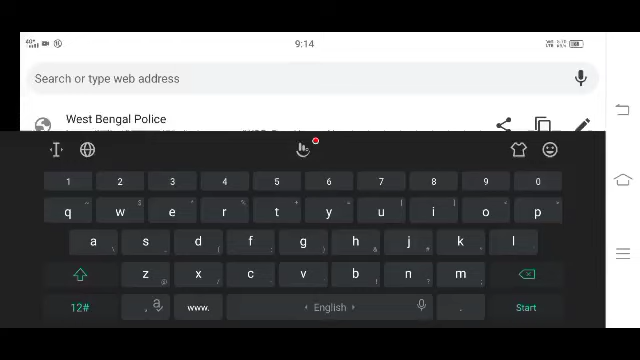 9:14
Search or type web address
West Bengal Police
1 2 3 4 5 6 7 8 9 0
q w e r t y u i o p
a s d f g h j k l
z x c v b n m
12# , www. English . Start